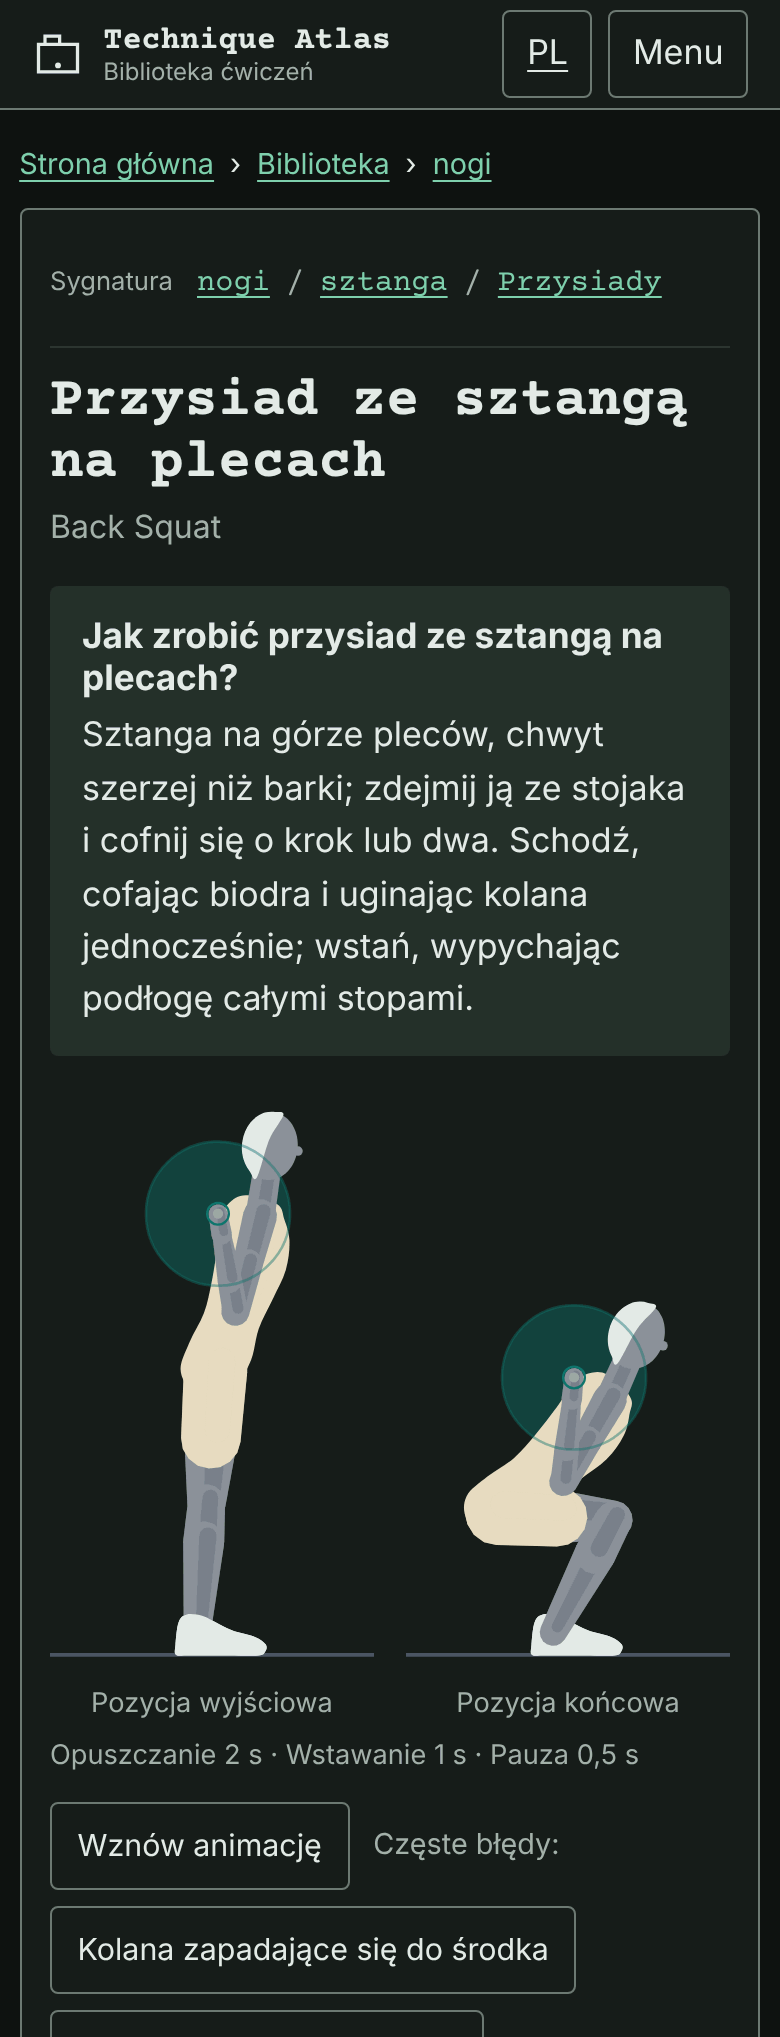 Technique Atlas
Biblioteka ćwiczeń
PL
Menu
Strona główna › Biblioteka › nogi
Sygnatura nogi / sztanga / Przysiady
Przysiad ze sztangą
na plecach
Back Squat
Jak zrobić przysiad ze sztangą na
plecach?
Sztanga na górze pleców, chwyt
szerzej niż barki; zdejmij ją ze stojaka
i cofnij się o krok lub dwa. Schodź,
cofając biodra i uginając kolana
jednocześnie; wstań, wypychając
podłogę całymi stopami.
Pozycja wyjściowa
Pozycja końcowa
Opuszczanie 2 s · Wstawanie 1 s · Pauza 0,5 s
Wznów animację
Częste błędy:
Kolana zapadające się do środka